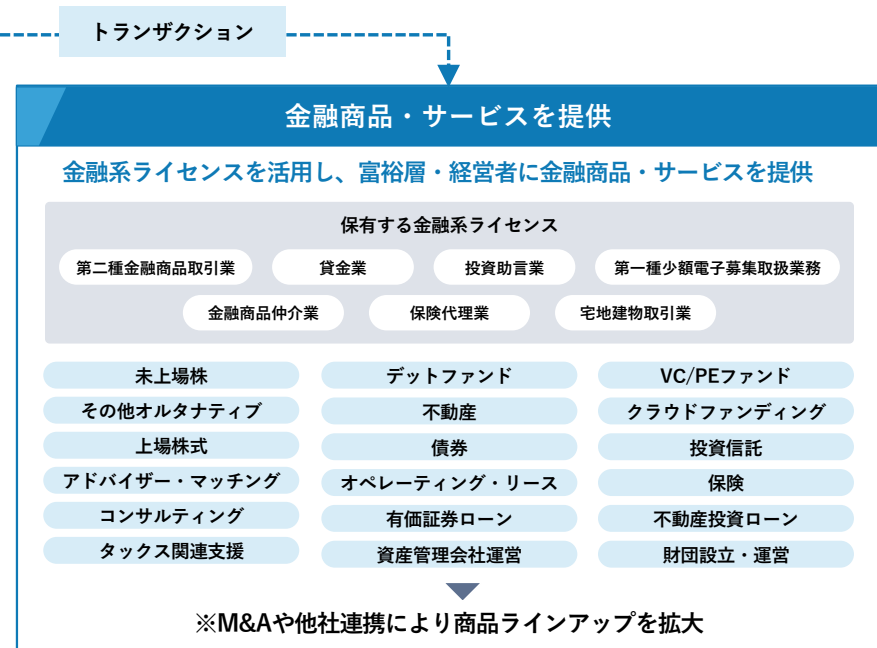 トランザクション
金融商品・サービスを提供
金融系ライセンスを活用し、富裕層・経営者に金融商品・サービスを提供
保有する金融系ライセンス
第二種金融商品取引業 貸金業 投資助言業 第一種少額電子募集取扱業務
金融商品仲介業 保険代理業 宅地建物取引業
未上場株 デットファンド VC/PEファンド
その他オルタナティブ 不動産 クラウドファンディング
上場株式 債券 投資信託
アドバイザー・マッチング オペレーティング・リース 保険
コンサルティング 有価証券ローン 不動産投資ローン
タックス関連支援 資産管理会社運営 財団設立・運営
※M&Aや他社連携により商品ラインアップを拡大